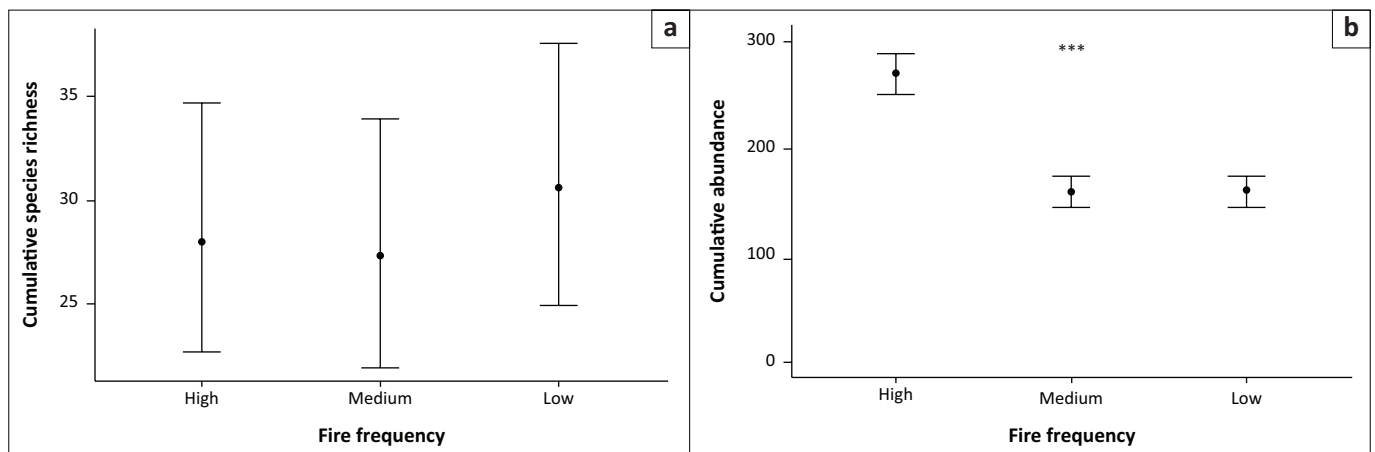 a
Cumulative species richness
35
30
25
High Medium Low
Fire frequency
b
Cumulative abundance
300
200
100
0
***
High Medium Low
Fire frequency